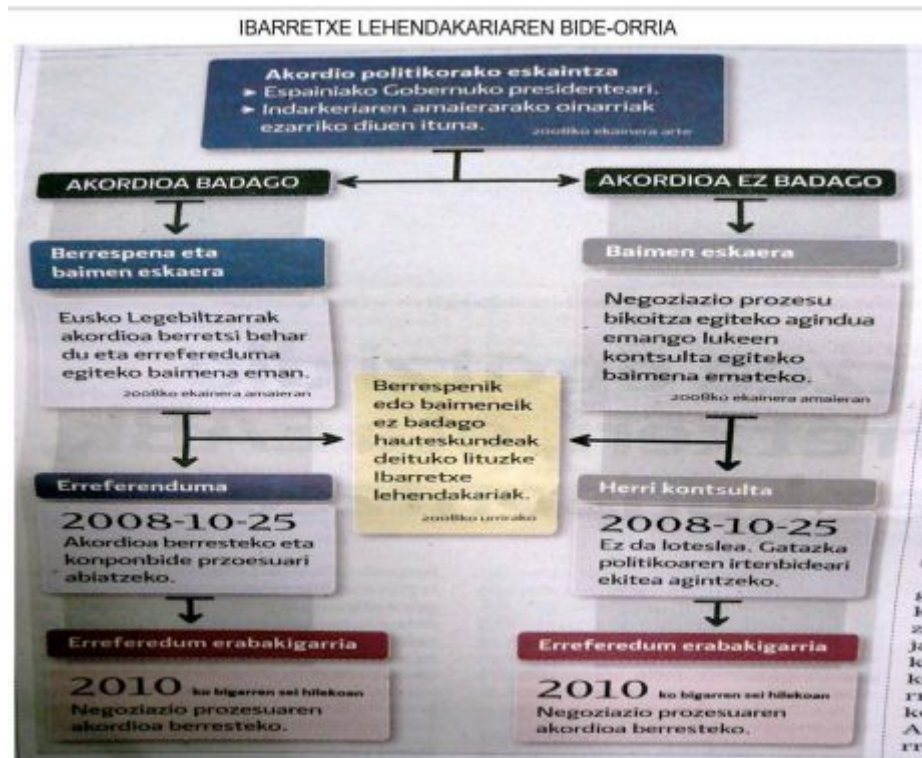 IBARRETXE LEHENDAKARIAREN BIDE-ORRIA
Akordio politikorako eskaintza
► Espainiako Gobernuko presidenteari.
► Indarkeriaren amaierarako oinarriak
ezarriko diuen ituna.
2008ko ekainera arte
AKORDIOA BADAGO
AKORDIOA EZ BADAGO
Berrespena eta
baimen eskaera
Eusko Legebiltzarrak
akordioa berretsi behar
du eta errefereduma
egiteko baimena eman.
2008ko ekainera amaieran
Baimen eskaera
Negoziazio prozesu
bikoitza egiteko agindua
emango lukeen
kontsulta egiteko
baimena emateko.
2008ko ekainera amaieran
Berrespenik
edo baimeneik
ez badago
hauteskundeak
deituko lituzke
Ibarretxe
lehendakariak.
2008ko urrirako
Erreferenduma
2008-10-25
Akordioa berresteko eta
konponbide przoesuari
abiatzeko.
Herri kontsulta
2008-10-25
Ez da loteslea. Gatazka
politikoaren irtenbideari
ekitea agintzeko.
Erreferedum erabakigarria
2010 ko bigarren sei hilekoan
Negoziazio prozesuaren
akordioa berresteko.
Erreferedum erabakigarria
2010 ko bigarren sei hilekoan
Negoziazio prozesuaren
akordioa berresteko.